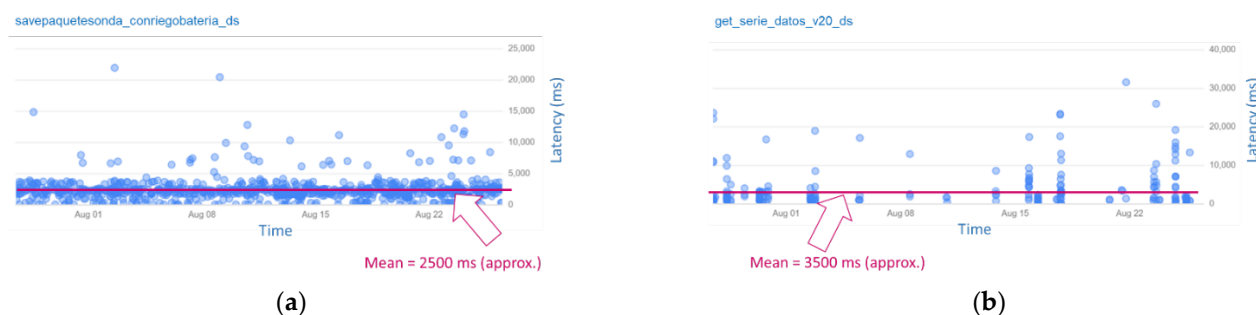 savepaquetesonda_conriegobateria_ds
25,000
20,000
15,000
10,000
5,000
0
Latency (ms)
Aug 01
Aug 08
Aug 15
Aug 22
Time
Mean = 2500 ms (approx.)
(a)
get_serie_datos_v20_ds
40,000
30,000
20,000
10,000
0
Latency (ms)
Aug 01
Aug 08
Aug 15
Aug 22
Time
Mean = 3500 ms (approx.)
(b)